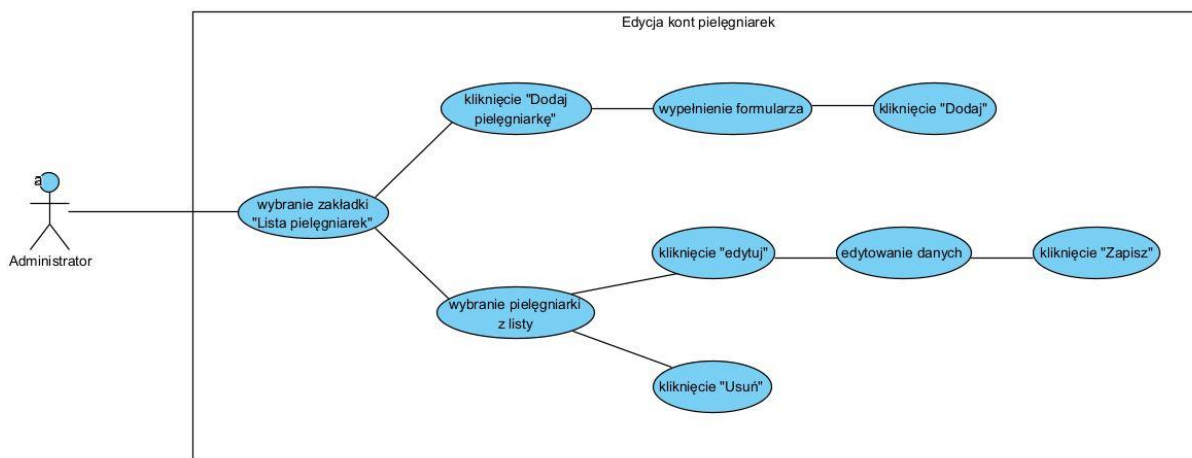 Edycja kont pielęgniarek
kliknięcie "Dodaj
pielęgniarkę"
wypełnienie formularza
kliknięcie "Dodaj"
a
Administrator
wybranie zakładki
"Lista pielęgniarek"
kliknięcie "edytuj"
edytowanie danych
kliknięcie "Zapisz"
wybranie pielęgniarki
z listy
kliknięcie "Usuń"